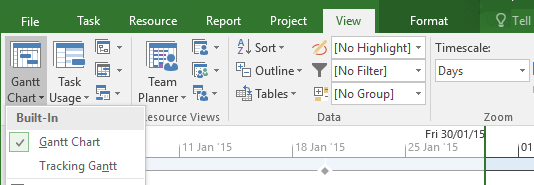 File Task Resource Report Project View Format Tell
Gantt Chart
Task Usage
Team Planner
Sort
Outline
Tables
[No Highlight]
[No Filter]
[No Group]
Timescale:
Days
Resource Views
Data
Zoom
Built-In
Gantt Chart
Tracking Gantt
Fri 30/01/15
11 Jan '15 18 Jan '15 25 Jan '15 01